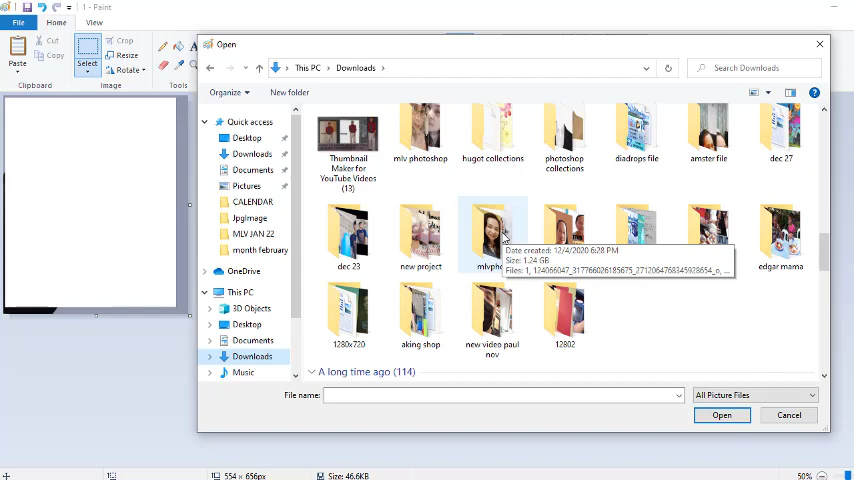 1 - Paint
File
Home
View
Paste
Cut
Copy
Clipboard
Select
Crop
Resize
Rotate
Image
Tools
Open
This PC
Downloads
Search Downloads
Organize
New folder
Quick access
Desktop
Downloads
Documents
Pictures
CALENDAR
JpgImage
MLV JAN 22
month february
OneDrive
This PC
3D Objects
Desktop
Documents
Downloads
Music
Thumbnail
Maker for
YouTube Videos
(13)
mlv photoshop
hugot collections
photoshop
collections
diadrops file
amster file
dec 27
dec 23
new project
mlvpho
edgar mama
Date created: 12/4/2020 6:28 PM
Size: 1.24 GB
Files: 1, 124066047_317766026185675_2712064768345928654_o, ...
1280x720
aking shop
new video paul
nov
12802
A long time ago (114)
File name:
All Picture Files
Open
Cancel
554 × 656px
Size: 46.6KB
50%